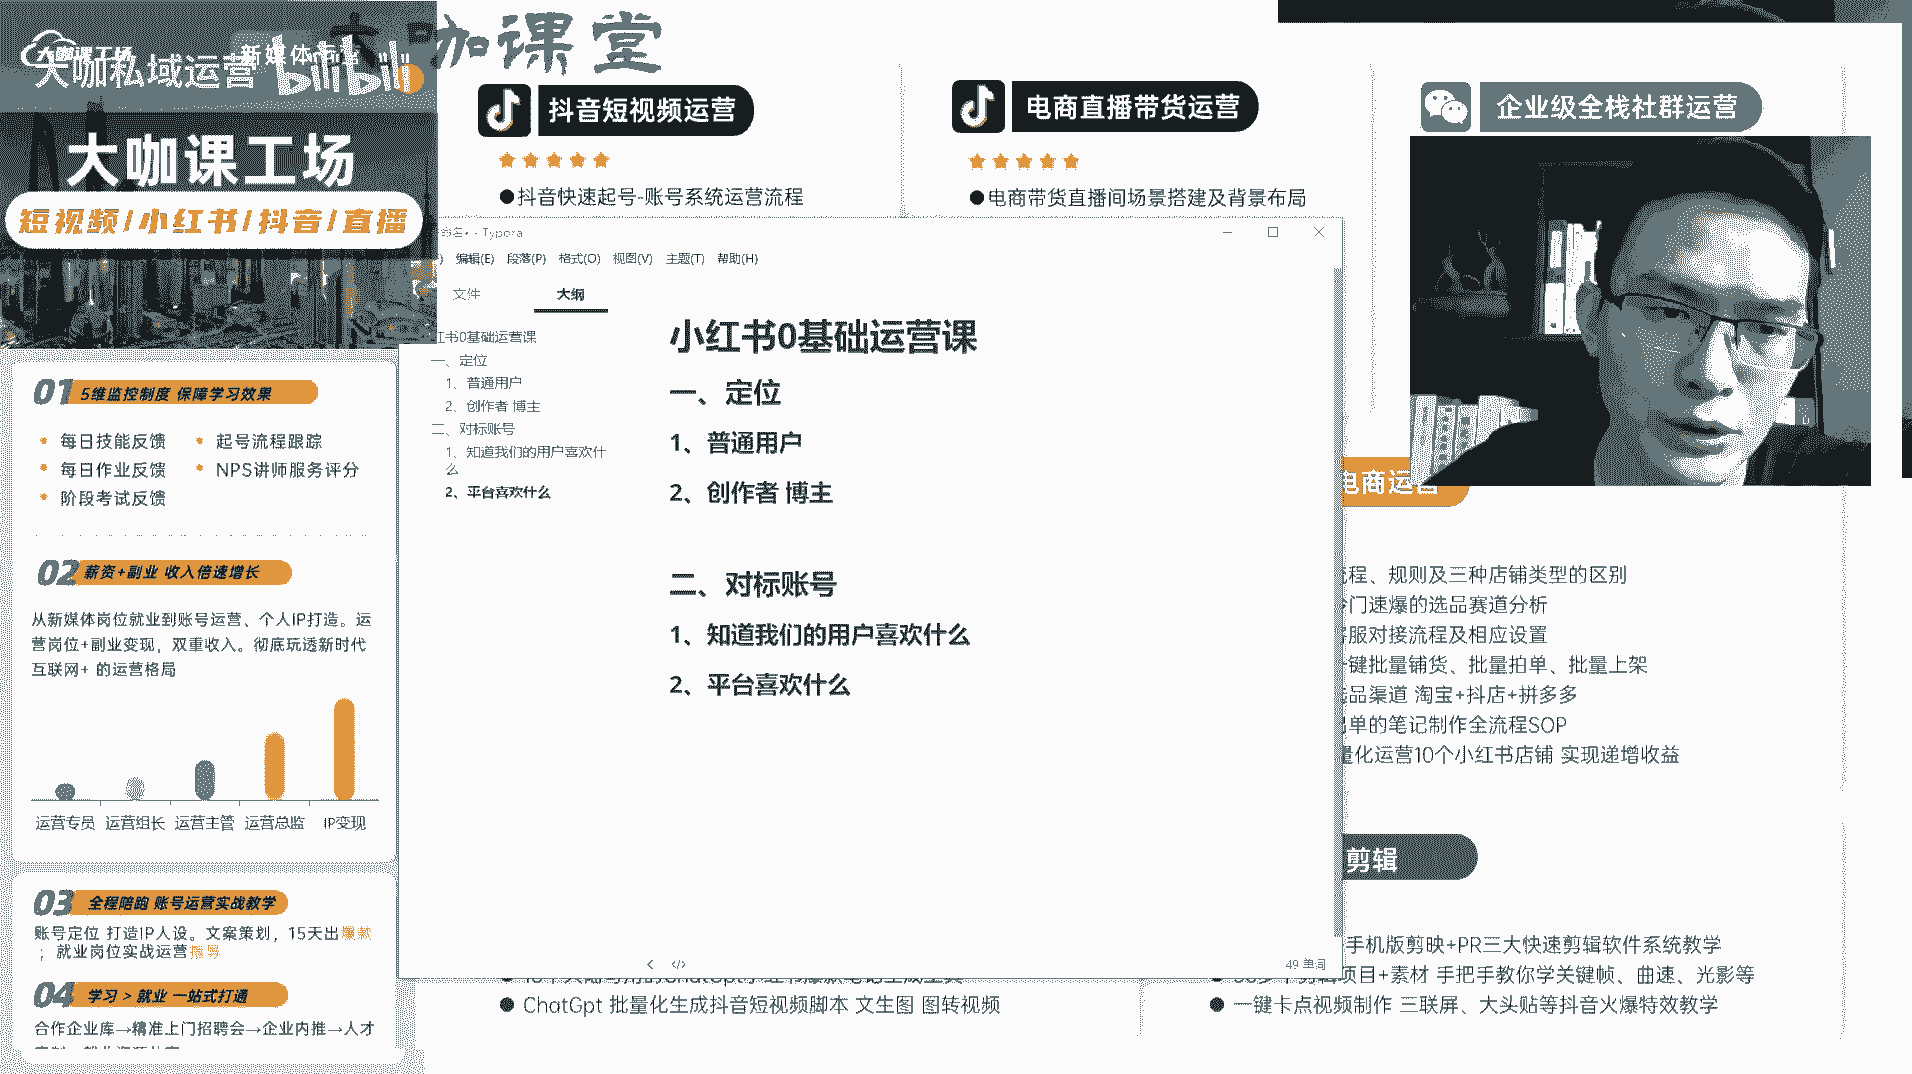 大咖课工场
新媒体运营
大咖私域运营
bilibili
咖课堂
大咖课工场
短视频/小红书/抖音/直播
抖音短视频运营
●抖音快速起号-账号系统运营流程
电商直播带货运营
●电商带货直播间场景搭建及背景布局
企业级全栈社群运营
- Typora
编辑(E) 段落(P) 格式(O) 视图(V) 主题(T) 帮助(H)
文件 大纲
红书0基础运营课
一、定位
1、普通用户
2、创作者 博主
二、对标账号
1、知道我们的用户喜欢什
么
2、平台喜欢什么
小红书0基础运营课
一、定位
1、普通用户
2、创作者 博主
二、对标账号
1、知道我们的用户喜欢什么
2、平台喜欢什么
49 单词
01 5维监控制度 保障学习效果
每日技能反馈
起号流程跟踪
每日作业反馈
NPS讲师服务评分
阶段考试反馈
02 薪资+副业 收入倍速增长
从新媒体岗位就业到账号运营、个人IP打造。运
营岗位+副业变现，双重收入。彻底玩透新时代
互联网+ 的运营格局
运营专员 运营组长 运营主管 运营总监 IP变现
03 全程陪跑 账号运营实战教学
账号定位 打造IP人设。文案策划，15天出爆款
；就业岗位实战运营指导
04 学习 > 就业 一站式打通
合作企业库→精准上门招聘会→企业内推→人才
电商运营
程、规则及三种店铺类型的区别
门速爆的选品赛道分析
客服对接流程及相应设置
键批量铺货、批量拍单、批量上架
选品渠道 淘宝+抖店+拼多多
出单的笔记制作全流程SOP
量化运营10个小红书店铺 实现递增收益
剪辑
手机版剪映+PR三大快速剪辑软件系统教学
项目+素材 手把手教你学关键帧、曲速、光影等
● 一键卡点视频制作 三联屏、大头贴等抖音火爆特效教学
● ChatGpt 批量化生成抖音短视频脚本 文生图 图转视频